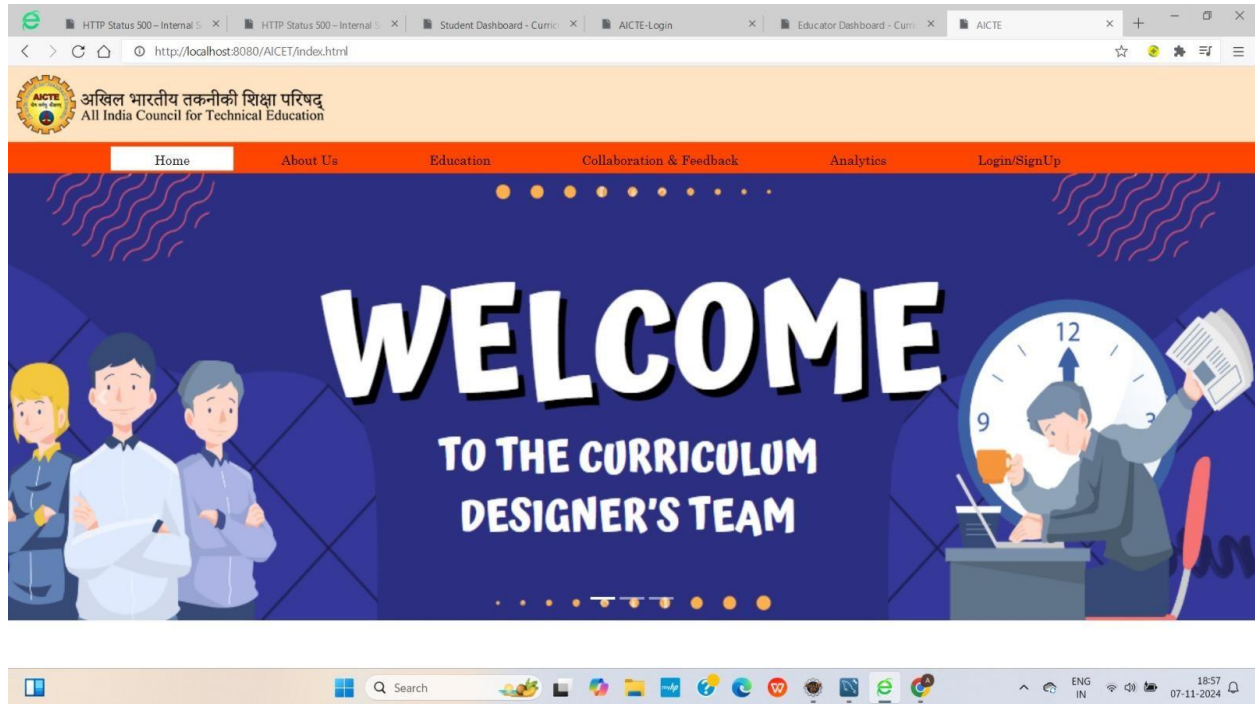 HTTP Status 500 – Internal S
HTTP Status 500 – Internal S
Student Dashboard - Curric
AICTE-Login
Educator Dashboard - Curri
AICTE
http://localhost:8080/AICET/index.html
AICTE
अखिल भारतीय तकनीकी शिक्षा परिषद्
All India Council for Technical Education
Home About Us Education Collaboration & Feedback Analytics Login/SignUp
WELCOME
TO THE CURRICULUM
DESIGNER'S TEAM
12
9
3
Search
ENG
IN
18:57
07-11-2024